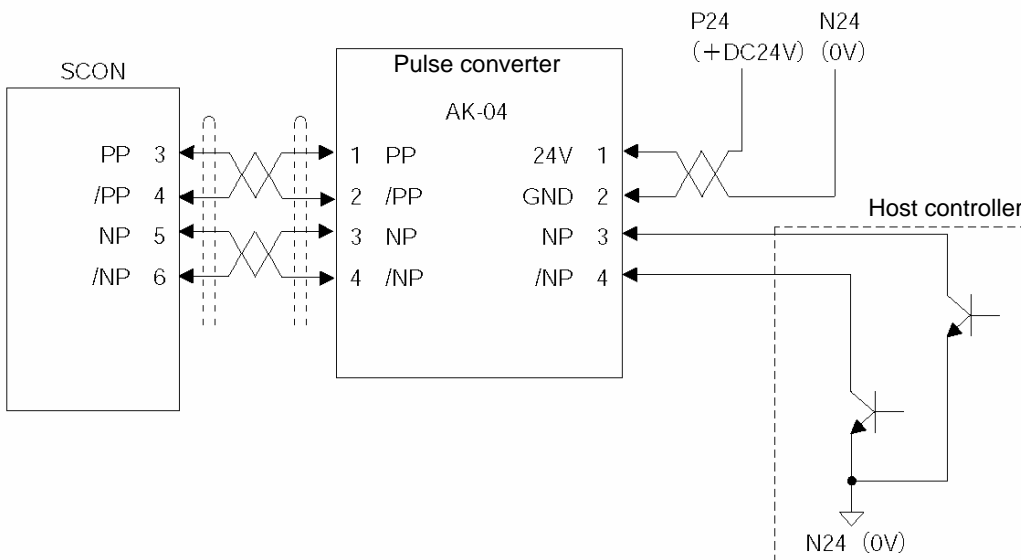 P24 N24
(+DC24V) (0V)
SCON
Pulse converter
AK-04
PP 3
/PP 4
NP 5
/NP 6
1 PP
2 /PP
3 NP
4 /NP
24V 1
GND 2
NP 3
/NP 4
Host controller
N24 (0V)